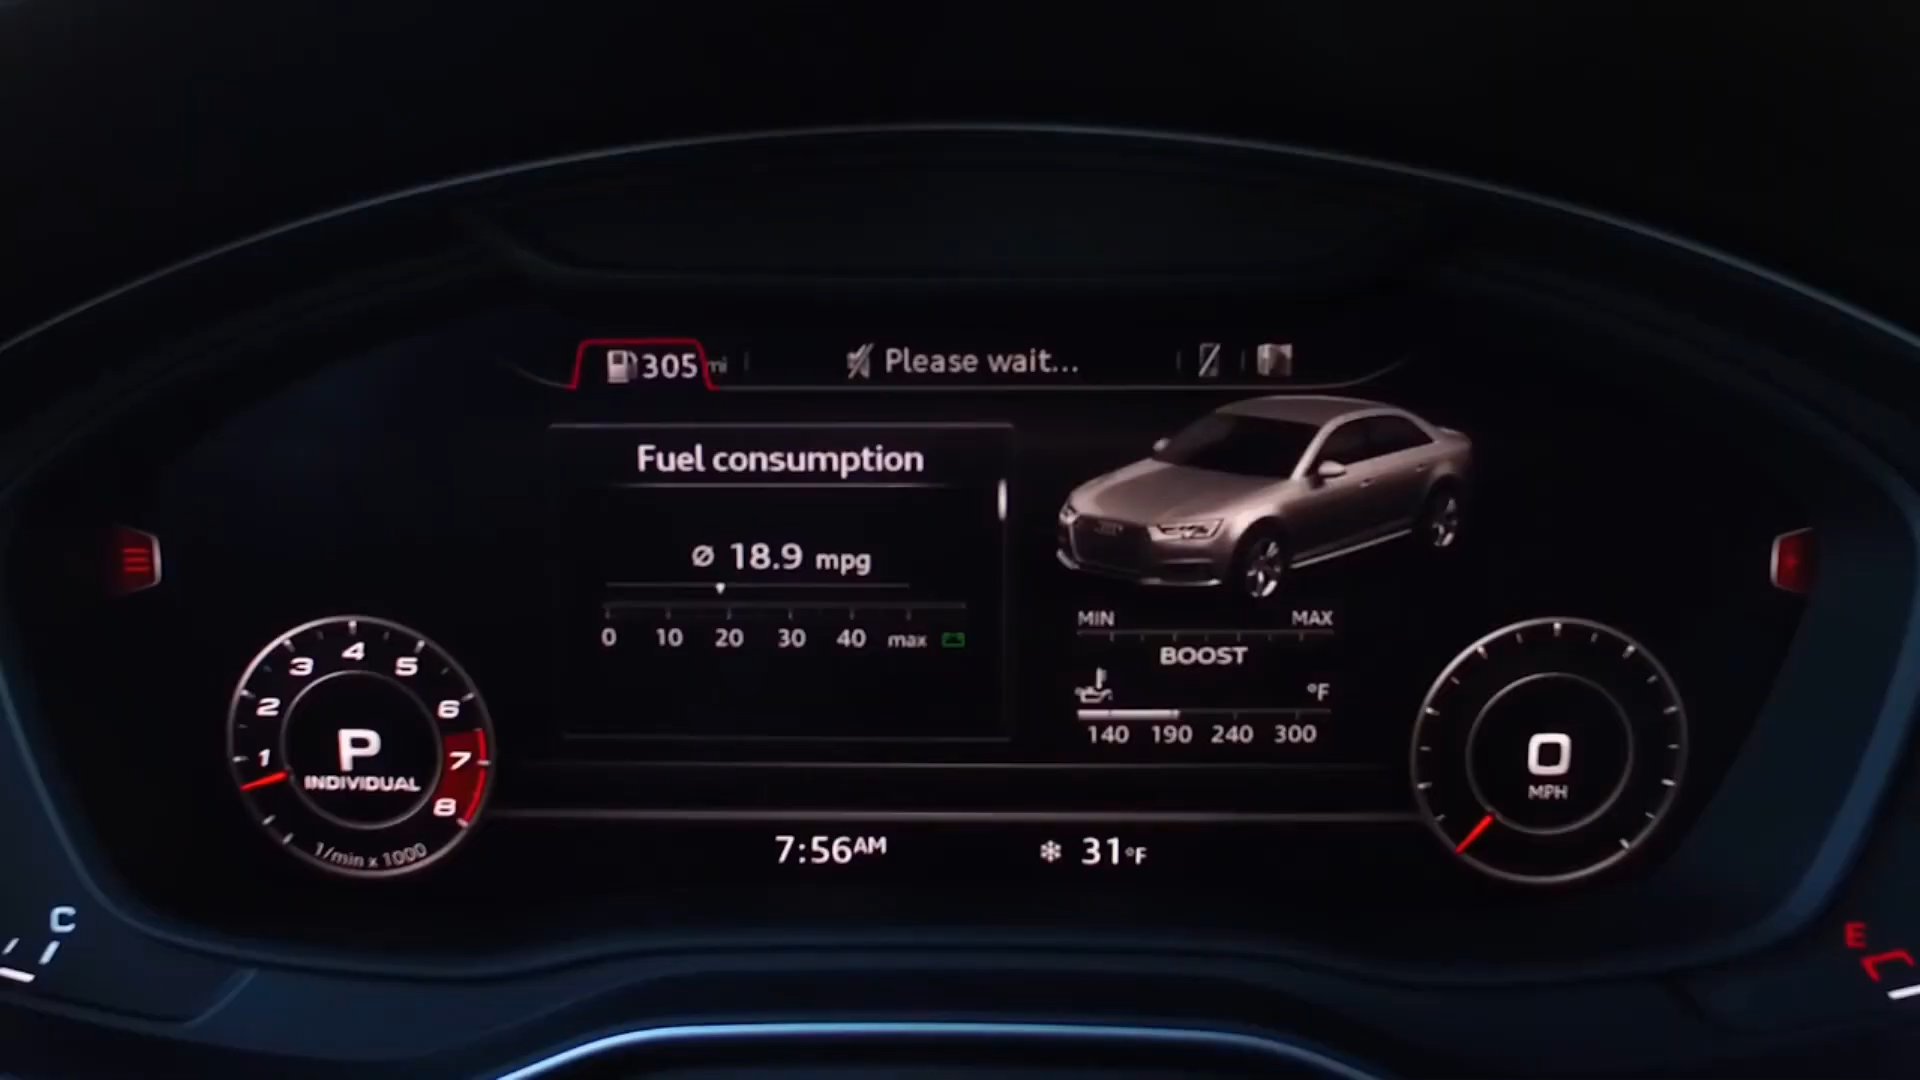 305 mi
Please wait...
Fuel consumption
Ø 18.9 mpg
0 10 20 30 40 max
MIN MAX
BOOST
°F
140 190 240 300
1 2 3 4 5 6 7 8
P
INDIVIDUAL
1/min x 1000
0
MPH
7:56AM
31°F
C
E